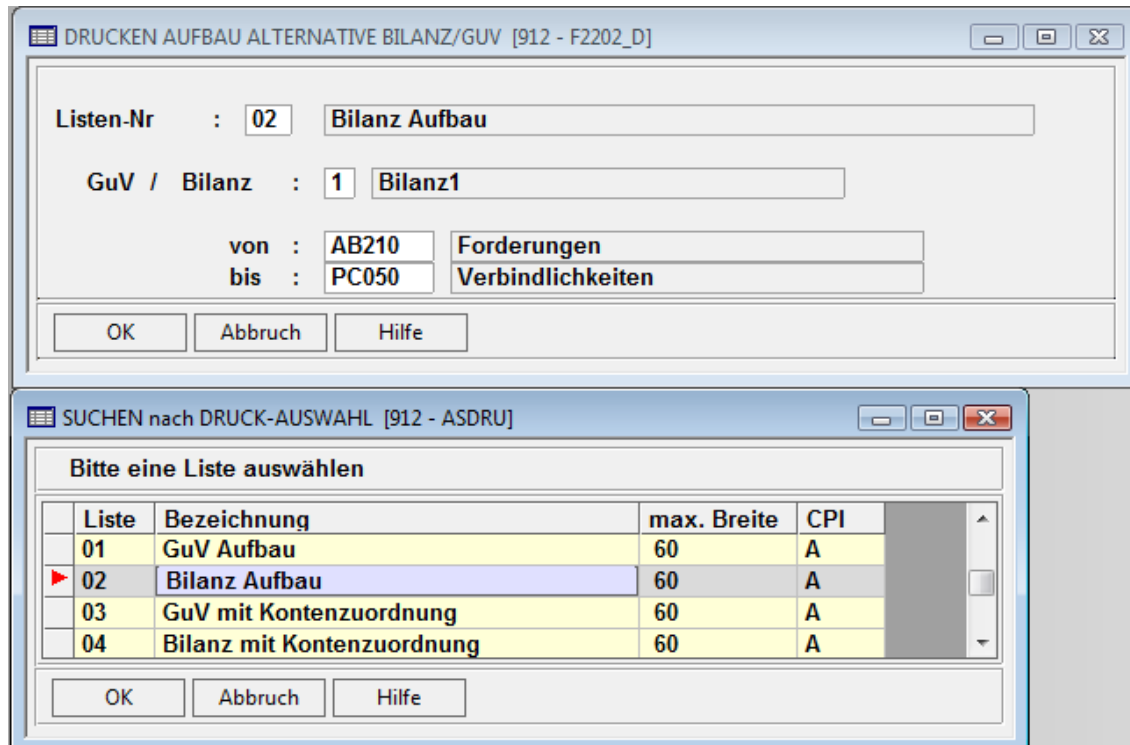 DRUCKEN AUFBAU ALTERNATIVE BILANZ/GUV [912 - F2202_D]
Listen-Nr : 02 Bilanz Aufbau
GuV / Bilanz : 1 Bilanz1
von : AB210 Forderungen
bis : PC050 Verbindlichkeiten
OK Abbruch Hilfe
SUCHEN nach DRUCK-AUSWAHL [912 - ASDRU]
Bitte eine Liste auswählen
Liste Bezeichnung max. Breite CPI
01 GuV Aufbau 60 A
02 Bilanz Aufbau 60 A
03 GuV mit Kontenzuordnung 60 A
04 Bilanz mit Kontenzuordnung 60 A
OK Abbruch Hilfe